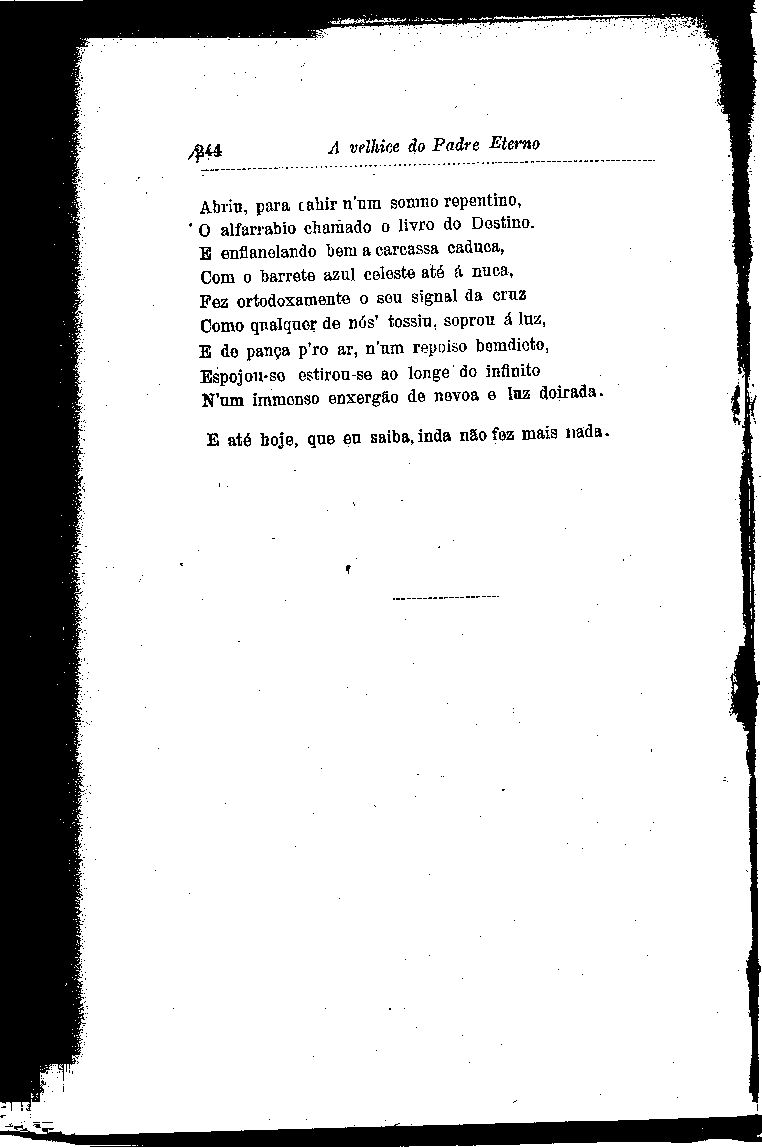 244 A velhice do Padre Eterno
Abriu, para cahir n'um somno repentino,
O alfarrabio chamado o livro do Destino.
E enflanelando bem a carcassa caduca,
Com o barrete azul celeste até á nuca,
Fez ortodoxamente o seu signal da cruz
Como qualquer de nós' tossiu, soprou á luz,
E de pança p'ro ar, n'um repoiso bemdicto,
Espojou-se estirou-se ao longe do infinito
N'um immenso enxergão de nevoa e luz doirada.
E até hoje, que eu saiba, inda não fez mais nada.